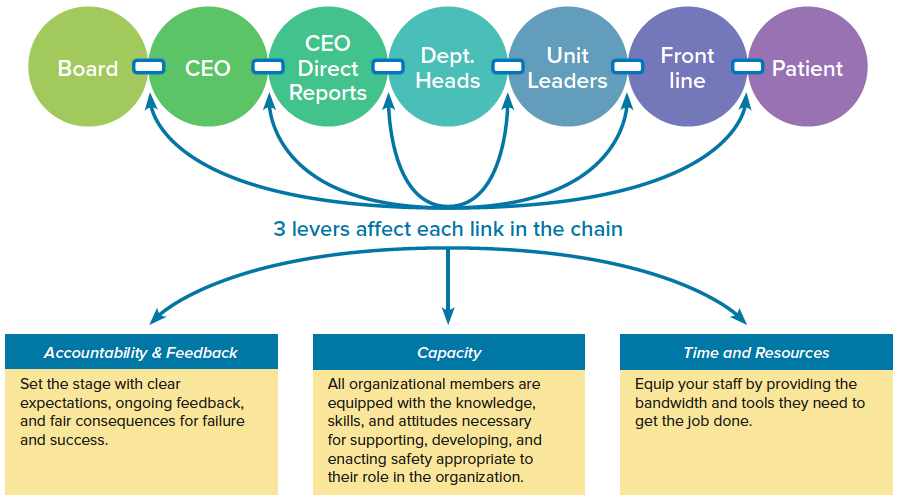 Board
CEO
CEO
Direct
Reports
Dept.
Heads
Unit
Leaders
Front
line
Patient
3 levers affect each link in the chain
Accountability & Feedback
Set the stage with clear
expectations, ongoing feedback,
and fair consequences for failure
and success.
Capacity
All organizational members are
equipped with the knowledge,
skills, and attitudes necessary
for supporting, developing, and
enacting safety appropriate to
their role in the organization.
Time and Resources
Equip your staff by providing the
bandwidth and tools they need to
get the job done.